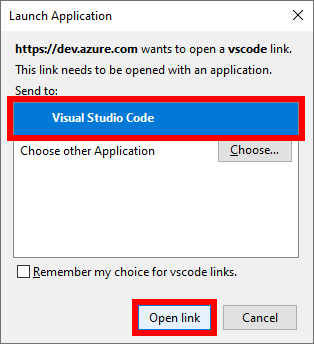 Launch Application
https://dev.azure.com wants to open a vscode link.
This link needs to be opened with an application.
Send to:
Visual Studio Code
Choose other Application
Choose...
Remember my choice for vscode links.
Open link
Cancel